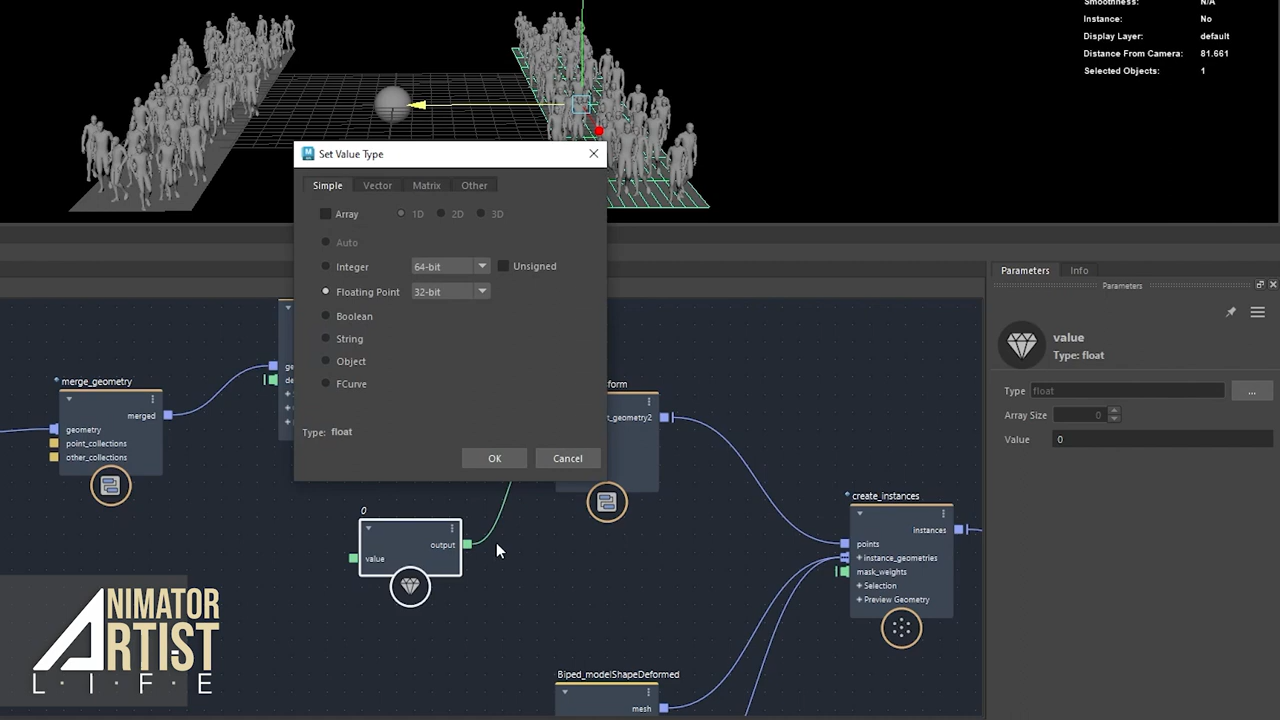 Smoothness: N/A
Instance: No
Display Layer: default
Distance From Camera: 81.661
Selected Objects: 1
Set Value Type
Simple Vector Matrix Other
Array 1D 2D 3D
Auto
Integer 64-bit Unsigned
Floating Point 32-bit
Boolean
String
Object
FCurve
Type: float
OK Cancel
merge_geometry
merged
geometry
point_collections
other_collections
ge
de
form
t_geometry2
0
output
value
create_instances
instances
points
instance_geometries
mask_weights
Selection
Preview Geometry
Biped_modelShapeDeformed
mesh
Parameters Info
Parameters
value
Type: float
Type float ...
Array Size 0
Value 0
ANIMATOR
ARTIST
L·I·F·E